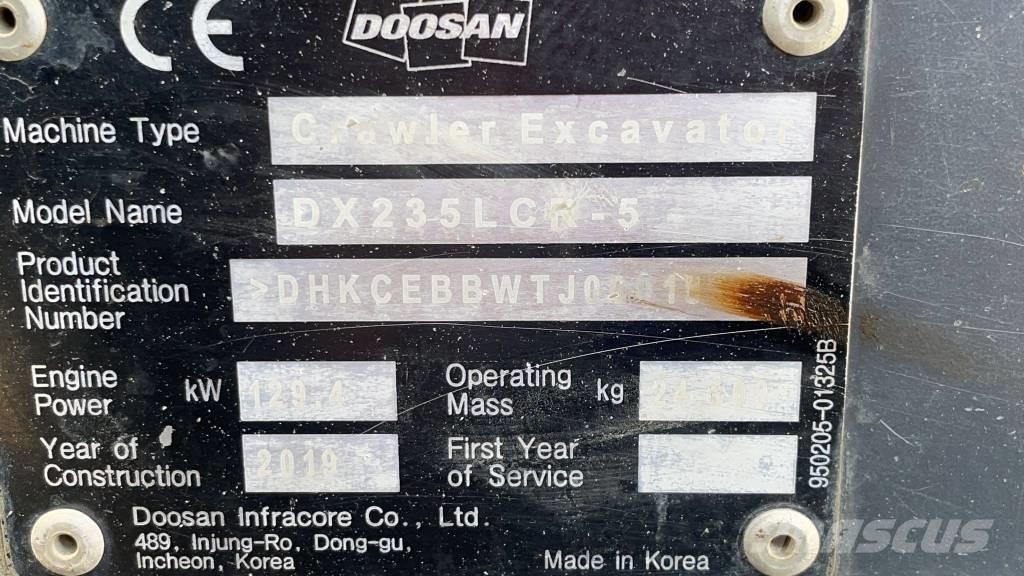 CE DOOSAN
Machine Type Crawler Excavator
Model Name DX235LCR-5
Product
Identification
Number
Engine
Power kW 129.4 Operating
Mass kg
Year of
Construction 2019 First Year
of Service
Doosan Infracore Co., Ltd.
489, Injung-Ro, Dong-gu,
Incheon, Korea
Made in Korea
950205-01325B
MASCUS